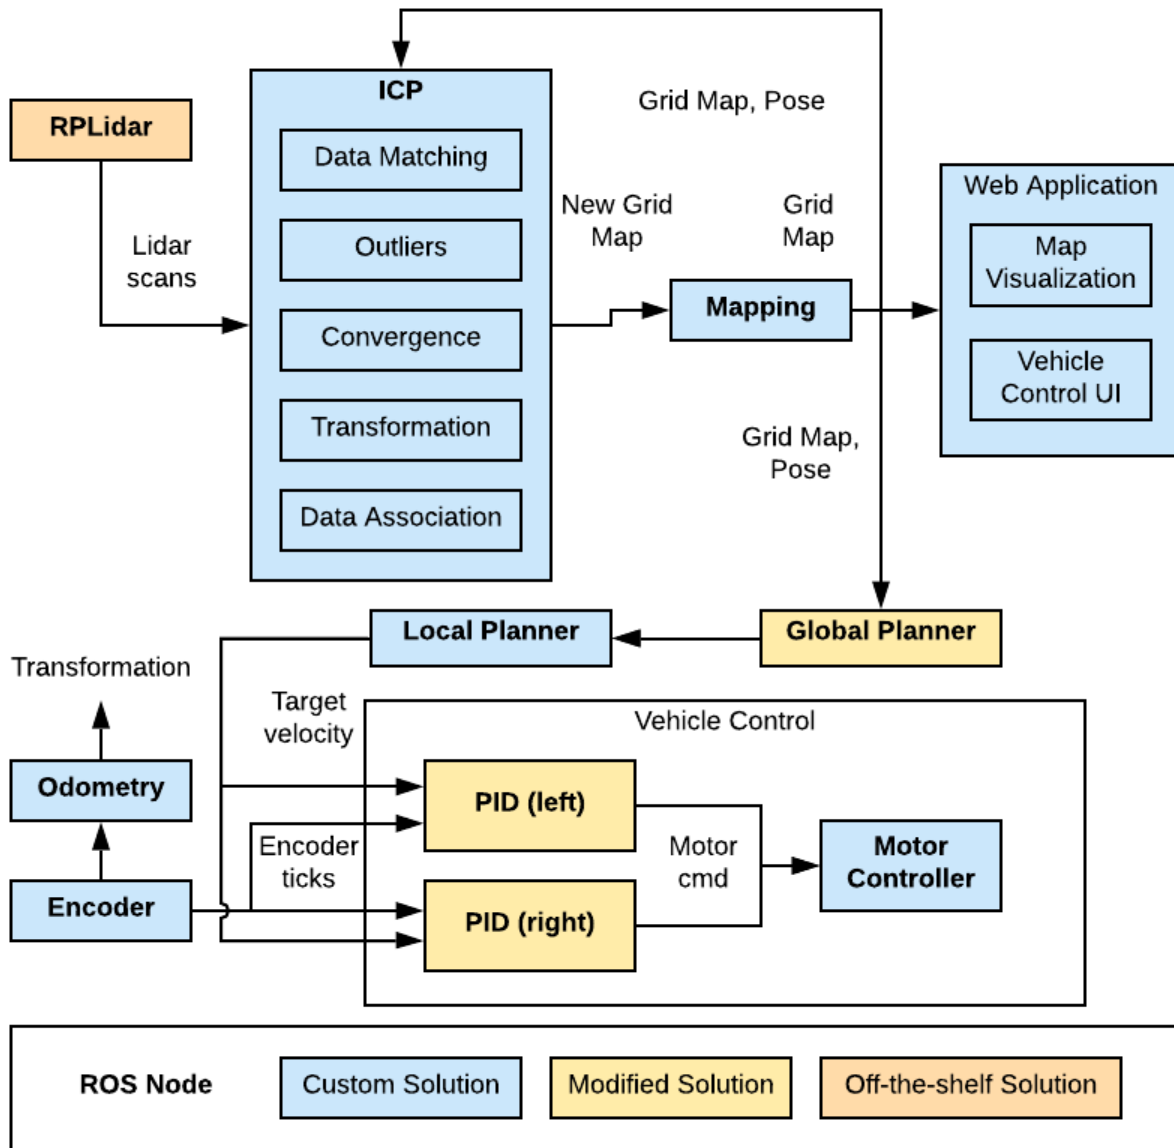 ICP
RPLidar
Data Matching
Outliers
Convergence
Transformation
Data Association
Lidar
scans
Grid Map, Pose
New Grid
Map
Grid
Map
Mapping
Web Application
Map
Visualization
Vehicle
Control UI
Grid Map,
Pose
Local Planner
Global Planner
Transformation
Target
velocity
Vehicle Control
Odometry
PID (left)
Encoder
ticks
Motor
cmd
Motor
Controller
Encoder
PID (right)
ROS Node
Custom Solution
Modified Solution
Off-the-shelf Solution